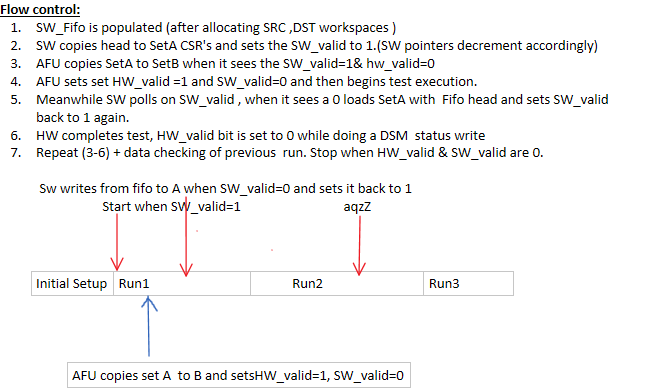 Flow control:
1. SW_Fifo is populated (after allocating SRC ,DST workspaces )
2. SW copies head to SetA CSR's and sets the SW_valid to 1.(SW pointers decrement accordingly)
3. AFU copies SetA to SetB when it sees the SW_valid=1& hw_valid=0
4. AFU sets set HW_valid =1 and SW_valid=0 and then begins test execution.
5. Meanwhile SW polls on SW_valid , when it sees a 0 loads SetA with Fifo head and sets SW_valid
back to 1 again.
6. HW completes test, HW_valid bit is set to 0 while doing a DSM status write
7. Repeat (3-6) + data checking of previous run. Stop when HW_valid & SW_valid are 0.
Sw writes from fifo to A when SW_valid=0 and sets it back to 1
Start when SW_valid=1 aqzZ
Initial Setup Run1 Run2 Run3
AFU copies set A to B and setsHW_valid=1, SW_valid=0